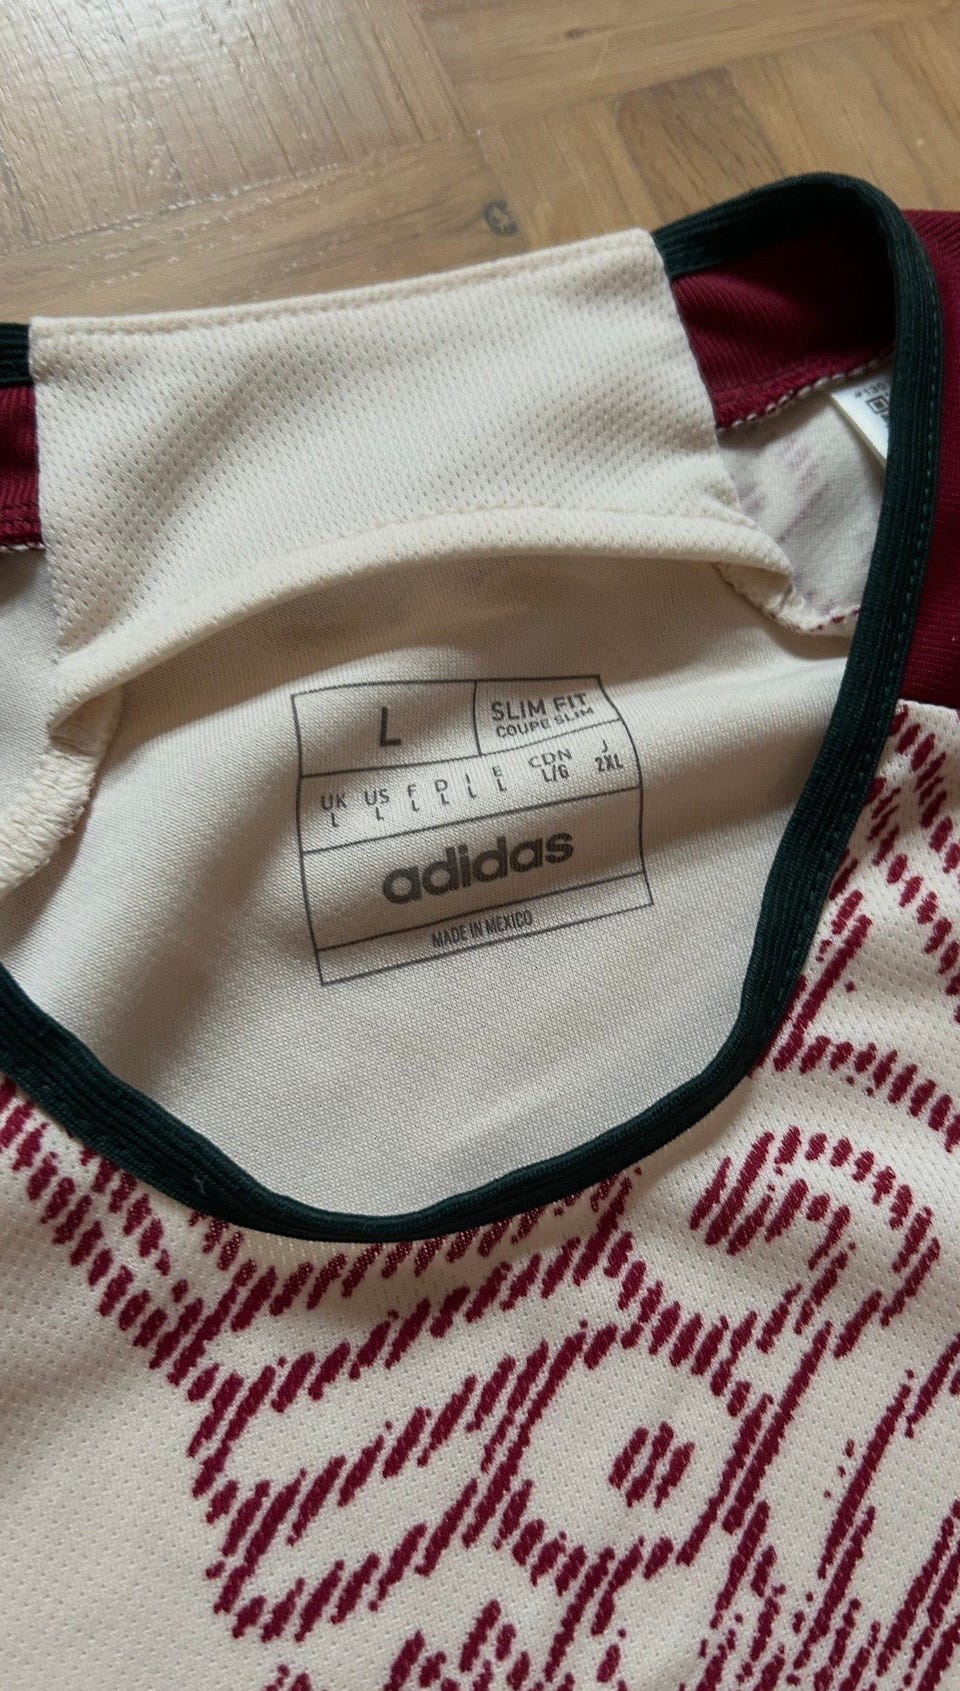 L
SLIM FIT
COUPE SLIM
UK US F D I E CDN J
L L L L L L L/G 2XL
adidas
MADE IN MEXICO